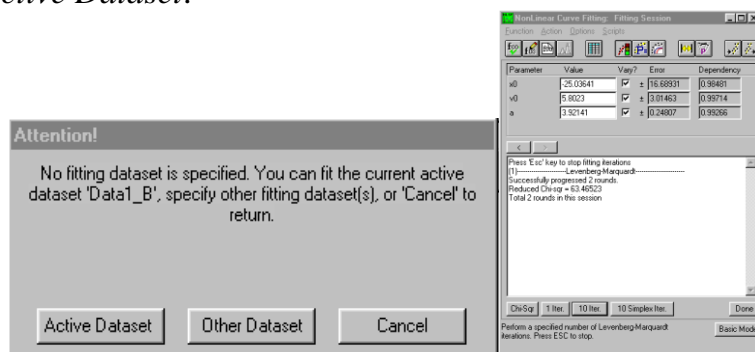 ctive Dataset.
Attention!
No fitting dataset is specified. You can fit the current active
dataset 'Data1_B', specify other fitting dataset(s), or 'Cancel' to
return.
Active Dataset
Other Dataset
Cancel
NonLinear Curve Fitting: Fitting Session
Function Action Options Scripts
Parameter Value Vary? Error Dependency
x0 -25.03641 ± 16.68931 0.98481
v0 5.8023 ± 3.01463 0.99714
a 3.92141 ± 0.24807 0.99266
< >
Press 'Esc' key to stop fitting iterations
(1)--------------------Levenberg-Marquardt--------------------
Successfully progressed 2 rounds.
Reduced Chi-sqr = 63.46523
Total 2 rounds in this session
Chi-Sqr 1 Iter. 10 Iter. 10 Simplex Iter. Done
Perform a specified number of Levenberg-Marquardt
iterations. Press ESC to stop.
Basic Mode